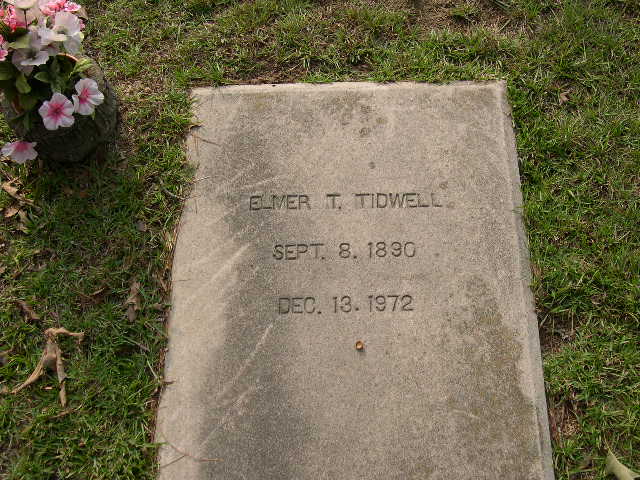 ELMER T. TIDWELL
SEPT. 8. 1890
DEC. 13. 1972